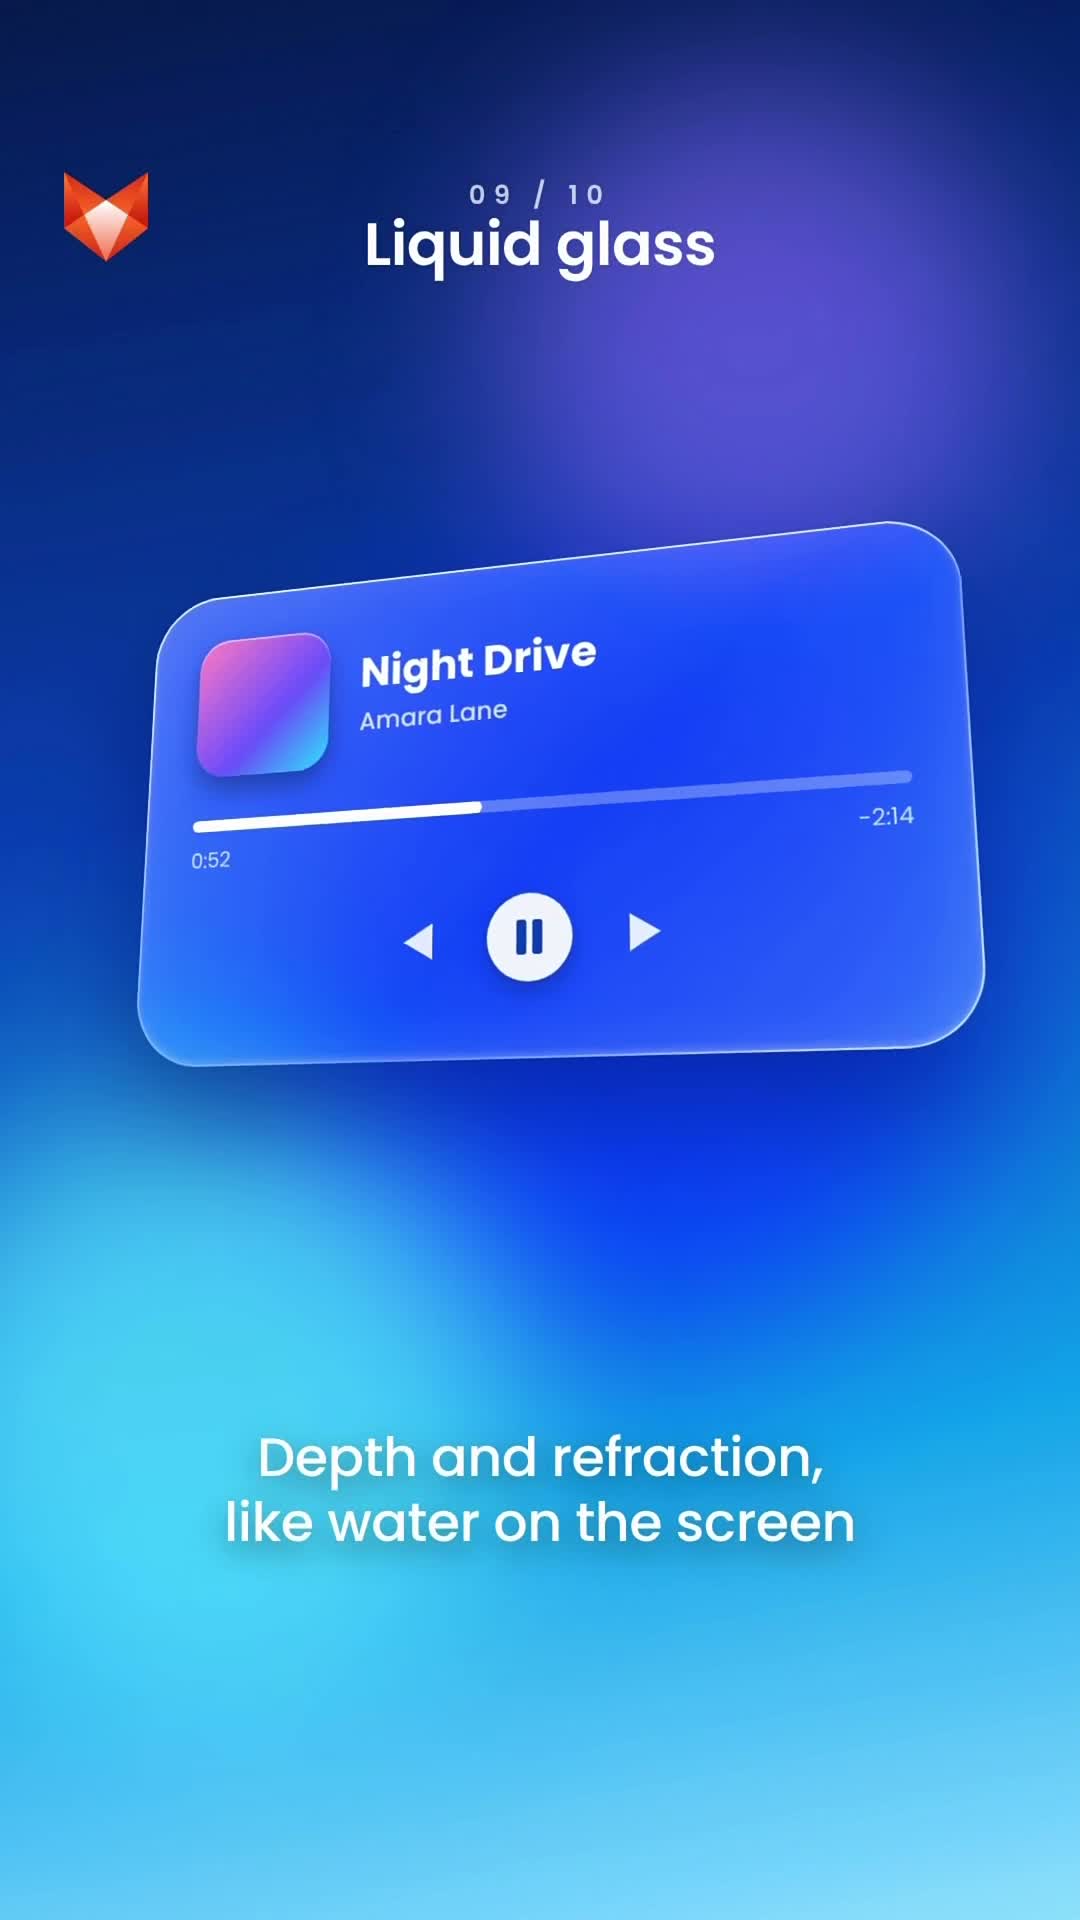 09 / 10
Liquid glass
Night Drive
Amara Lane
-2:14
0:52
Depth and refraction,
like water on the screen